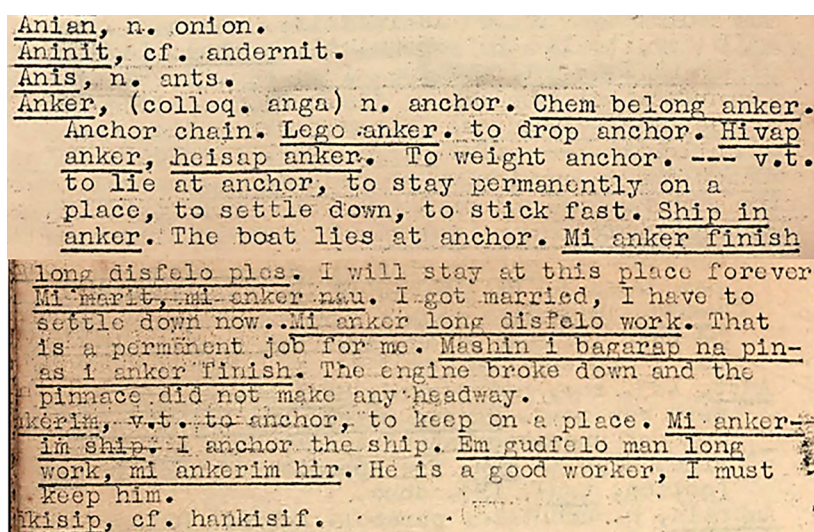 Anian, n. onion.
Aninit, cf. andernit.
Anis, n. ants.
Anker, (colloq. anga) n. anchor. Chem belong anker.
Anchor chain. Lego anker. to drop anchor. Hivap
anker, heisap anker. To weight anchor. --- v.t.
to lie at anchor, to stay permanently on a
place, to settle down, to stick fast. Ship in
anker. The boat lies at anchor. Mi anker finish
long disfelo ples. I will stay at this place forever
Mi marit, mi anker nau. I got married, I have to
settle down now..Mi anker long disfelo work. That
is a permanent job for me. Mashin i bagarap na pin-
as i anker finish. The engine broke down and the
pinnace did not make any headway.
kerim, v.t. to anchor, to keep on a place. Mi anker-
im ship. I anchor the ship. Em gudfelo man long
work, mi ankerim hir. He is a good worker, I must
keep him.
kisip, cf. hankisif.